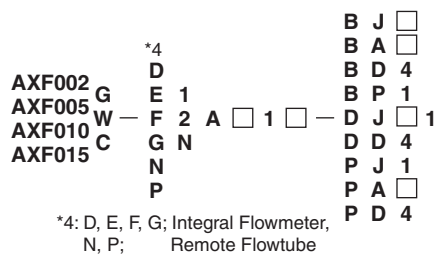 *4
AXF002
AXF005
AXF010
AXF015
G
W
C
—
D
E
F
G
N
P
1
2
N
A □ 1 □ —
B J □
B A □
B D 4
B P 1
D J □ 1
D D 4
P J 1
P A □
P D 4
*4: D, E, F, G; Integral Flowmeter,
N, P; Remote Flowtube